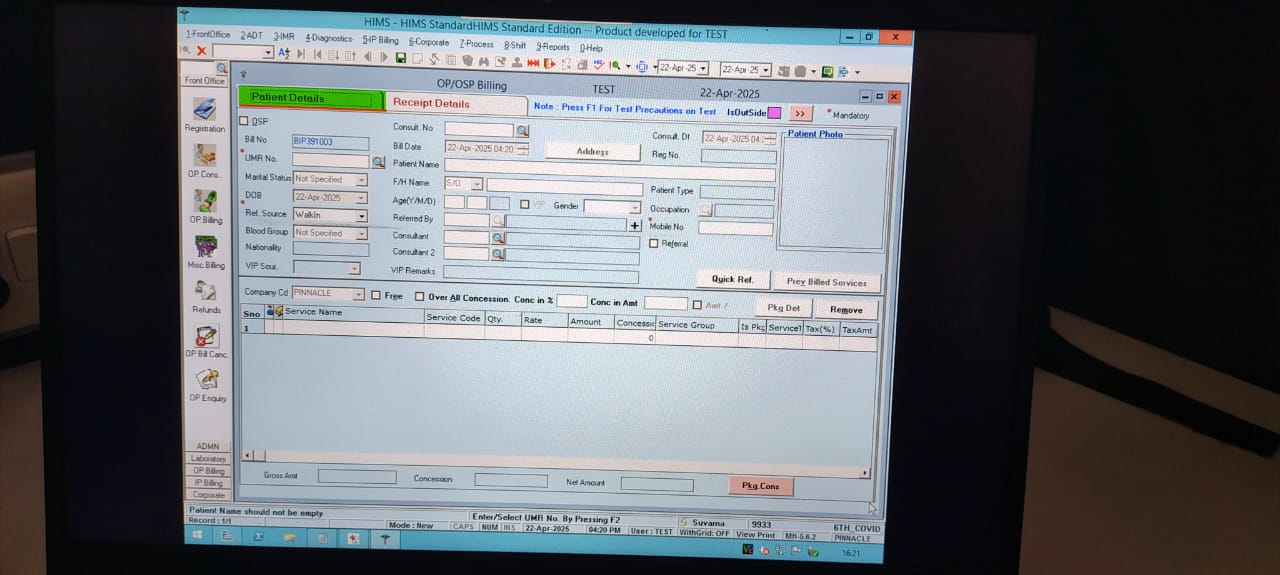 HIMS - HIMS StandardHIMS Standard Edition -- Product developed for TEST
1-FrontOffice 2-ADT 3-IMR 4-Diagnostics 5-IP Billing 6-Corporate 7-Process 8-Shift 9-Reports 0-Help
22-Apr-25 22-Apr-25
Front Office
OP/OSP Billing TEST 22-Apr-2025
Patient Details Receipt Details Note : Press F1 For Test Precautions on Test IsOutSide >> * Mandatory
Registration
OP Cons..
OP Billing
Misc.Billing
Refunds
OP Bill Canc.
OP Enquiry
ADMN
Laboratory
OP Billing
IP Billing
Corporate
OSP Consult. No Consult. Dt 22-Apr-2025 04: Patient Photo
Bill No BIP391003 Bill Date 22-Apr-2025 04:20 Address Reg No.
* UMR No. Patient Name
Marital Status Not Specified F/H Name S/O Patient Type
* DOB 22-Apr-2025 Age(Y/M/D) VIP Gender Occupation
Ref. Source WalkIn Referred By + * Mobile No
Blood Group Not Specified Consultant Referral
Nationality Consultant 2
VIP Sour. VIP Remarks Quick Ref. Prev Billed Services
Company Cd PINNACLE Free Over All Concession. Conc in % Conc in Amt Amt / Pkg Det Remove
Sno Service Name Service Code Qty. Rate Amount Concessi Service Group Is Pkg ServiceT Tax(%) TaxAmt
1 0
Gross Amt Concession Net Amount Pkg.Cons
Patient Name should not be empty Enter/Select UMR No. By Pressing F2 Suvarna 9933 6TH_COVID
Record : 1/1 Mode : New CAPS NUM INS 22-Apr-2025 04:20 PM User : TEST WithGrid: OFF View Print MH-5.6.2 PINNACLE
16:21